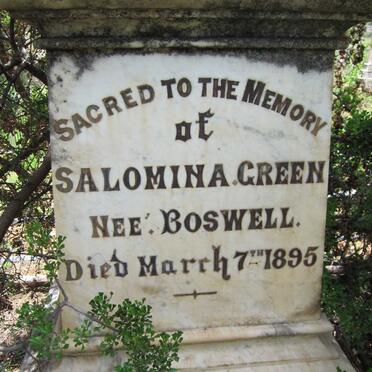 SACRED TO THE MEMORY
of
SALOMINA GREEN
NEE. BOSWELL.
Died March 7TH 1895